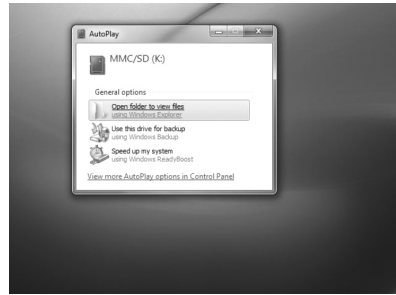 AutoPlay
MMC/SD (K:)
General options
Open folder to view files
using Windows Explorer
Use this drive for backup
using Windows Backup
Speed up my system
using Windows ReadyBoost
View more AutoPlay options in Control Panel